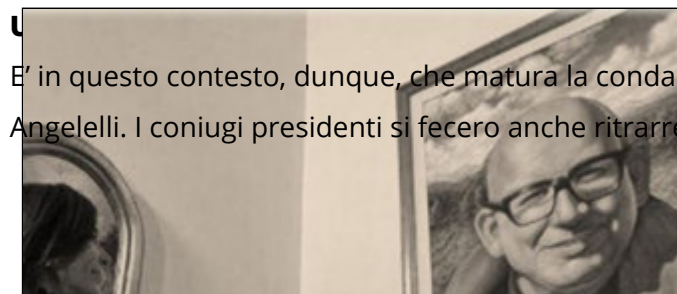 E’ in questo contesto, dunque, che matura la conda
Angelelli. I coniugi presidenti si fecero anche ritrarre